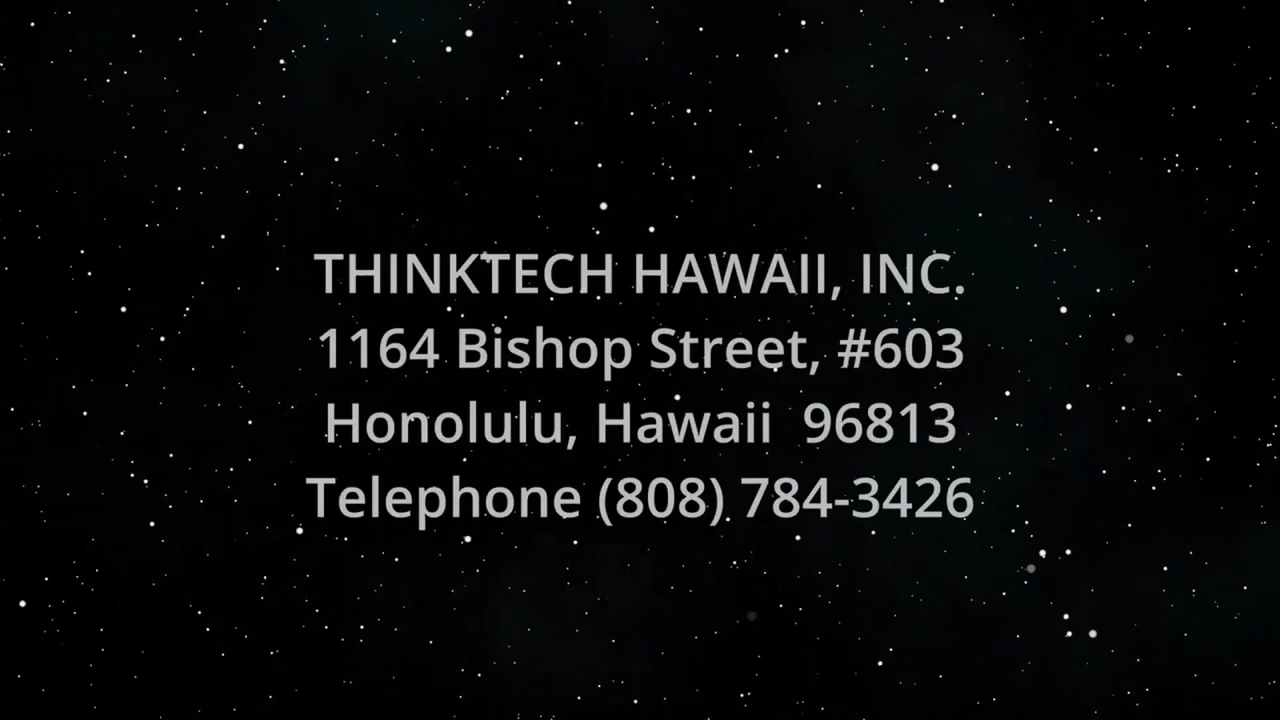 THINKTECH HAWAII, INC.
1164 Bishop Street, #603
Honolulu, Hawaii  96813
Telephone (808) 784-3426